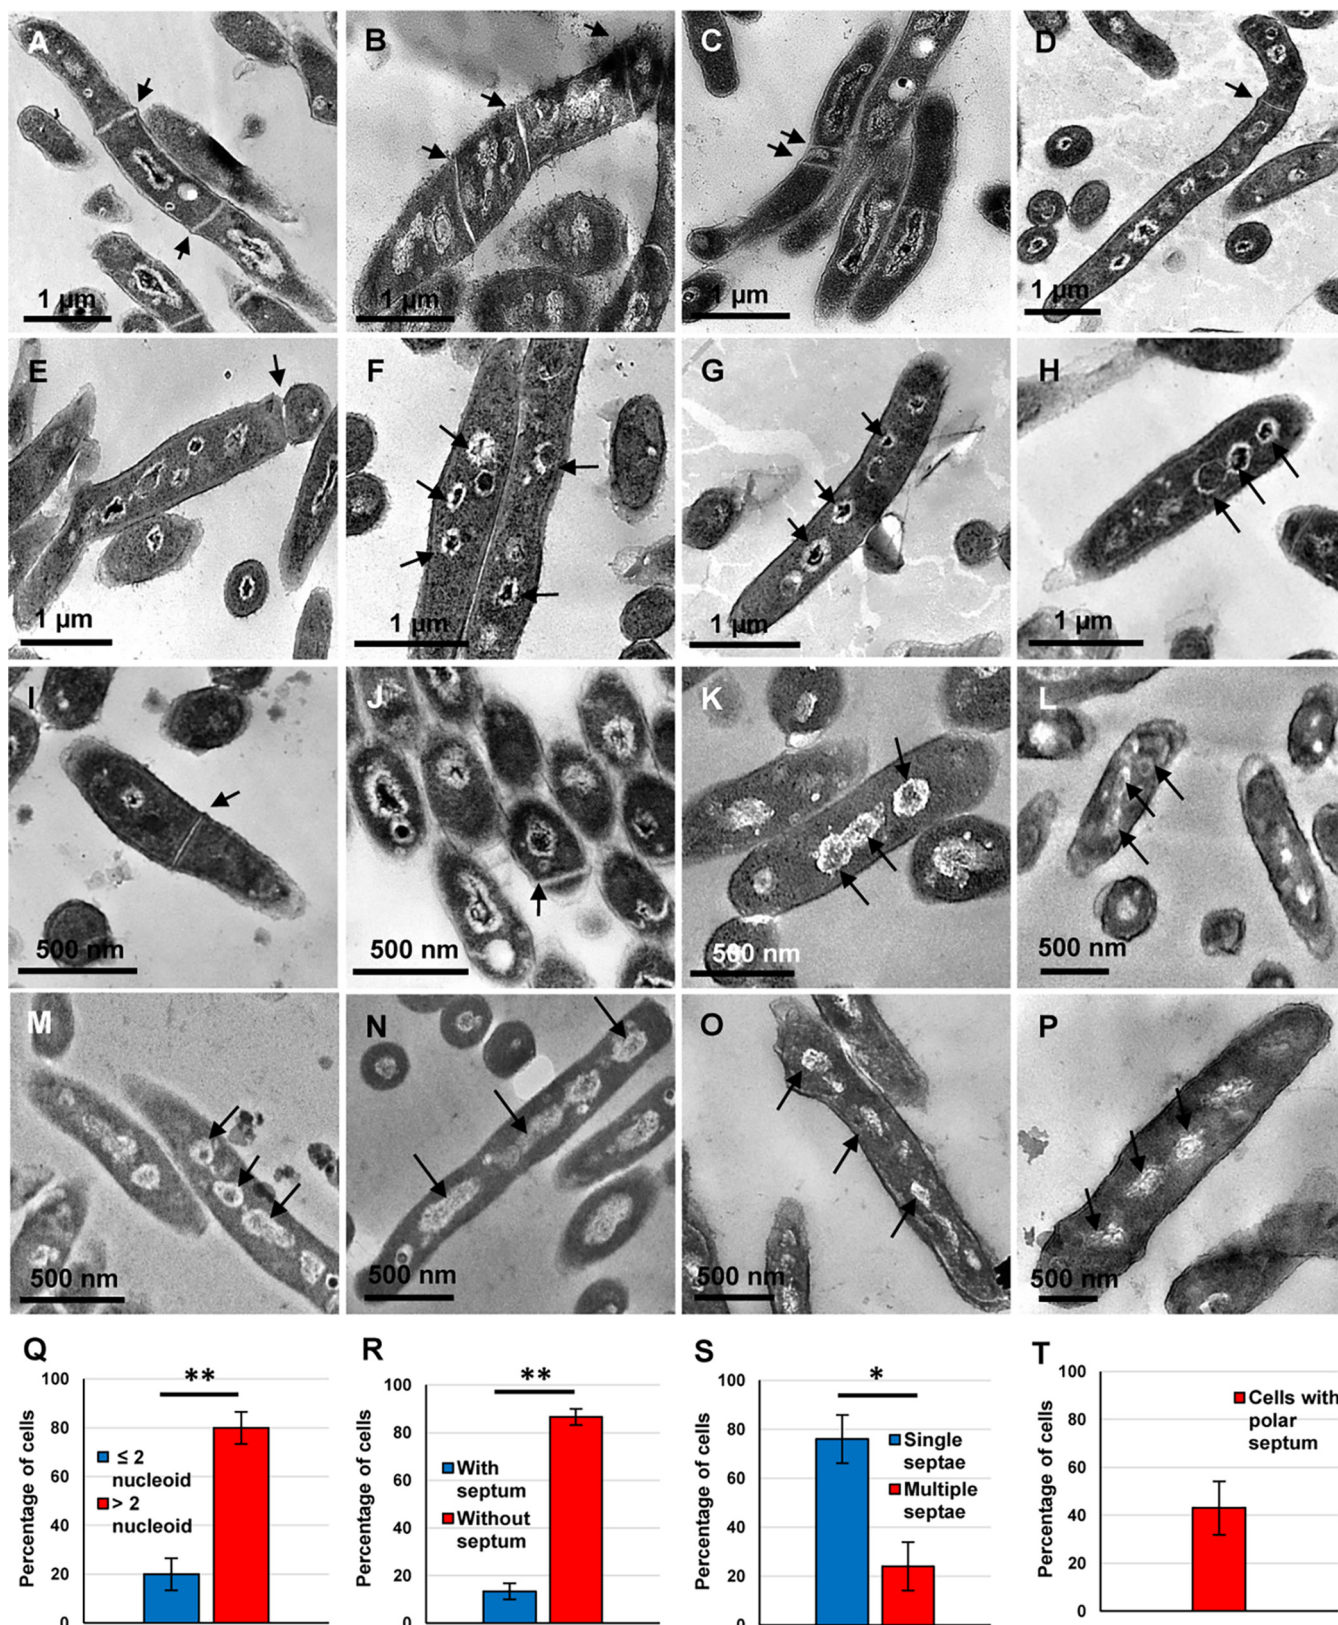 A
B
C
D
1 µm
1 µm
1 µm
1 µm
E
F
G
H
1 µm
1 µm
1 µm
1 µm
I
J
K
L
500 nm
500 nm
500 nm
500 nm
M
N
O
P
500 nm
500 nm
500 nm
500 nm
Q
**
100
80
60
40
20
0
Percentage of cells
≤ 2
nucleoid
> 2
nucleoid
R
**
100
80
60
40
20
0
Percentage of cells
With
septum
Without
septum
S
*
100
80
60
40
20
0
Percentage of cells
Single
septae
Multiple
septae
T
100
80
60
40
20
0
Percentage of cells
Cells with
polar
septum